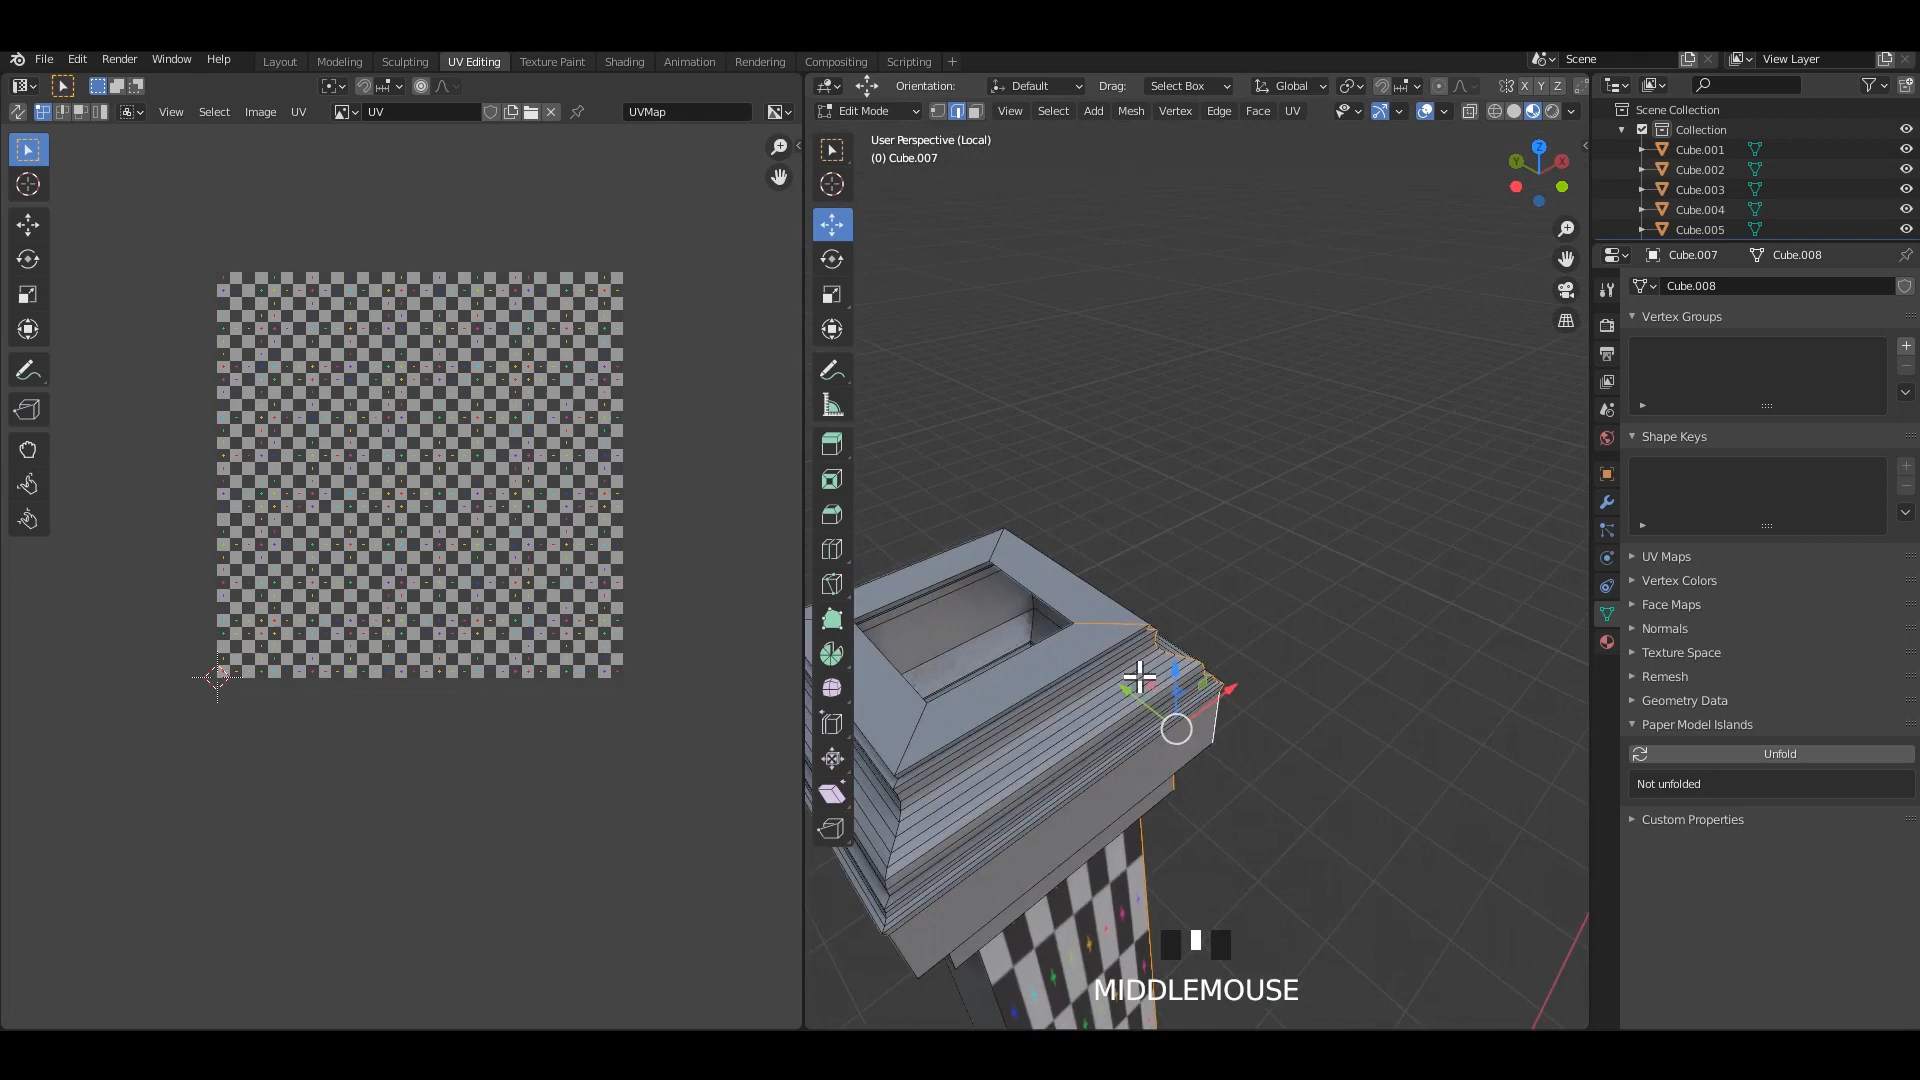 File Edit Render Window Help
Layout Modeling Sculpting UV Editing Texture Paint Shading Animation Rendering Compositing Scripting +
Scene
View Layer
Orientation: Default Drag: Select Box Global
X Y Z
View Select Image UV
UV
UVMap
Edit Mode View Select Add Mesh Vertex Edge Face UV
User Perspective (Local)
(0) Cube.007
Z
Y
X
Scene Collection
Collection
Cube.001
Cube.002
Cube.003
Cube.004
Cube.005
Cube.007 Cube.008
Cube.008
Vertex Groups
Shape Keys
UV Maps
Vertex Colors
Face Maps
Normals
Texture Space
Remesh
Geometry Data
Paper Model Islands
Unfold
Not unfolded
Custom Properties
MIDDLEMOUSE